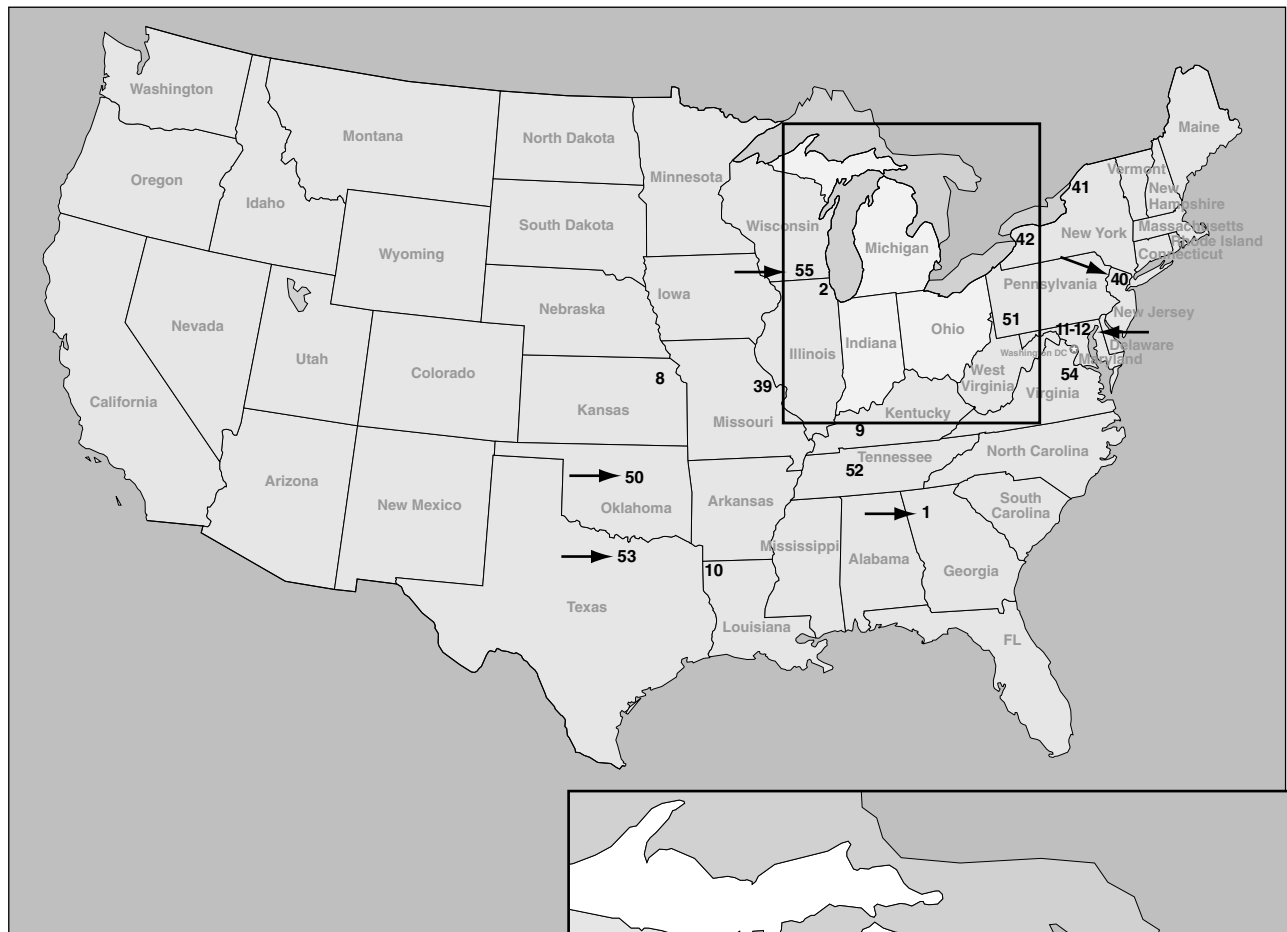 Washington
Montana
North Dakota
Minnesota
Maine
Oregon
Idaho
South Dakota
Wisconsin
Michigan
Vermont
41
New
Hampshire
New York
42
Massachusetts
Rhode Island
Connecticut
Wyoming
55
2
40
Pennsylvania
Iowa
Nebraska
Nevada
Utah
Colorado
Illinois
Indiana
Ohio
51
11-12
New Jersey
Delaware
Maryland
Washington DC
54
West
Virginia
Virginia
California
8
39
Kansas
Missouri
Kentucky
9
Tennessee
52
North Carolina
Arizona
New Mexico
50
Oklahoma
Arkansas
South
Carolina
1
53
Mississippi
Alabama
10
Georgia
Texas
Louisiana
FL